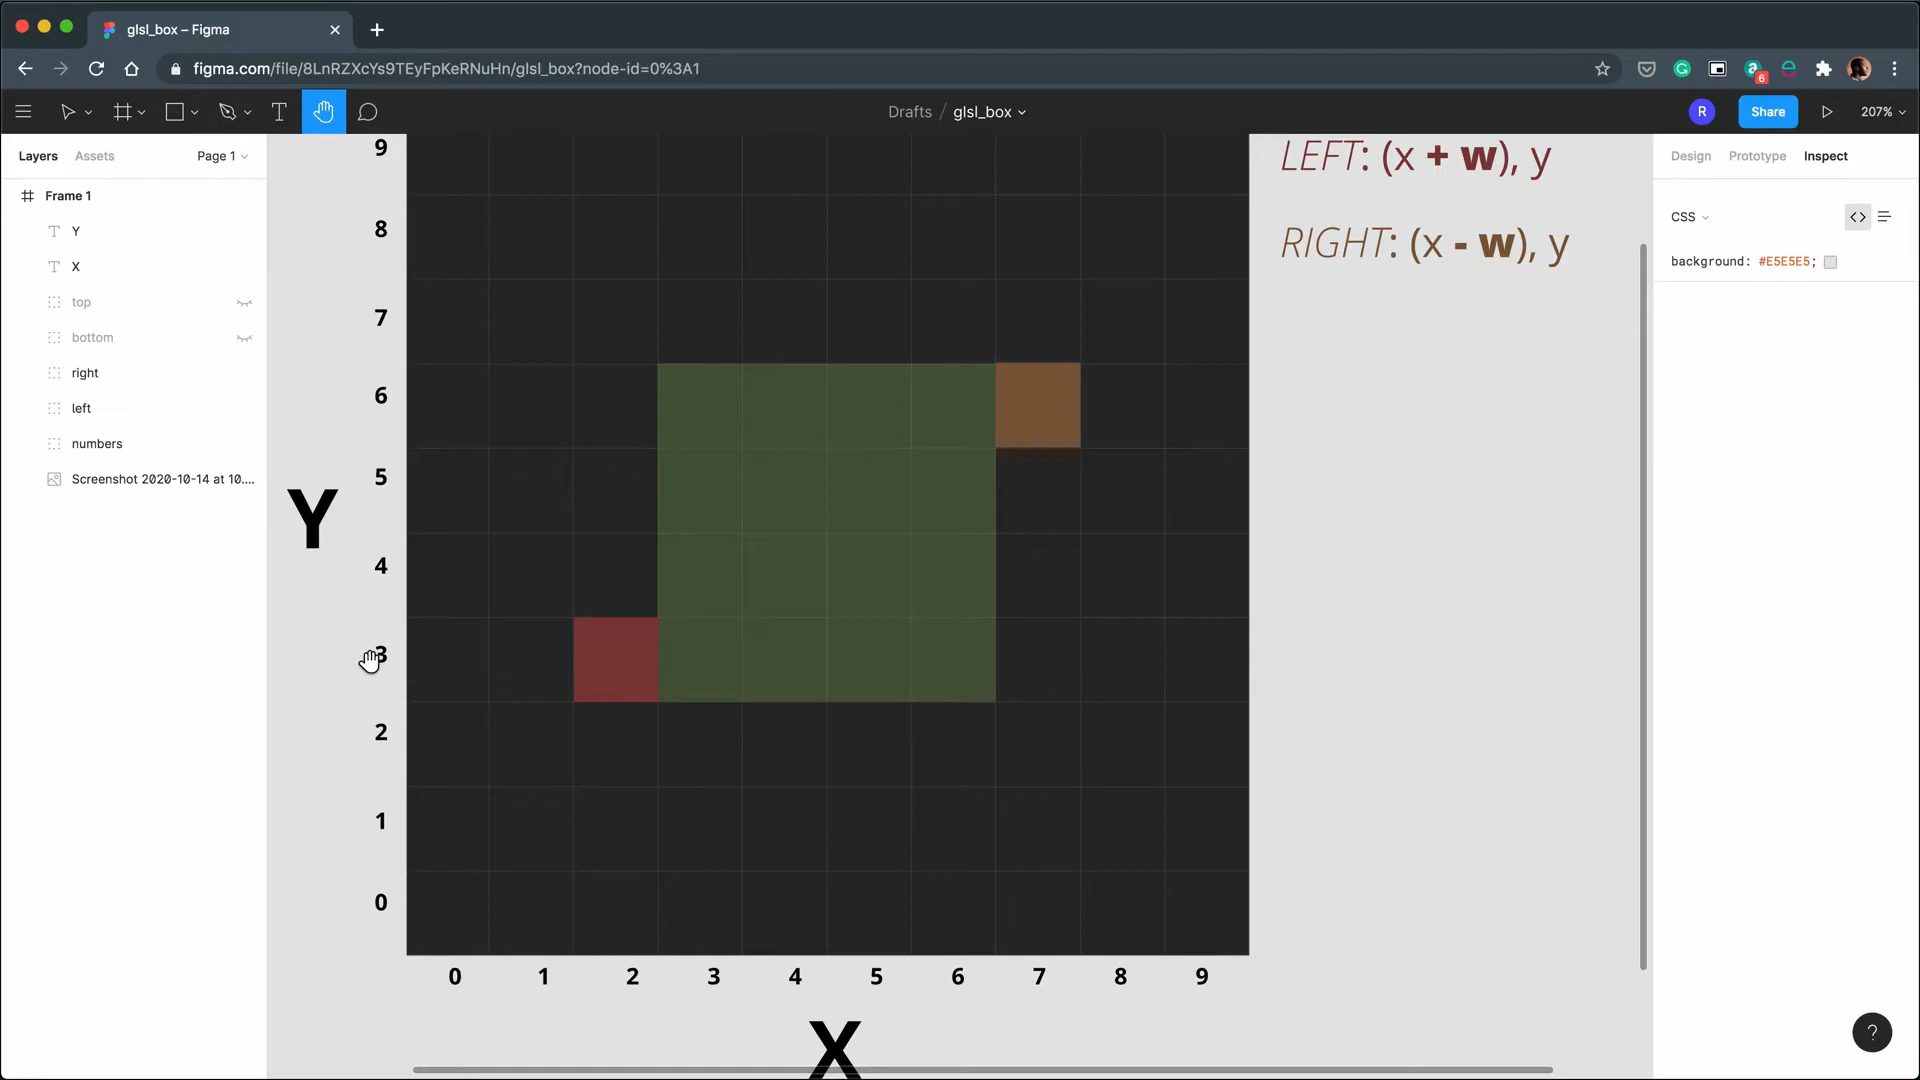 glsl_box – Figma
figma.com/file/8LnRZXcYs9TEyFpKeRNuHn/glsl_box?node-id=0%3A1
6
Drafts / glsl_box
R
Share
207%
Layers
Assets
Page 1
Frame 1
Y
X
top
bottom
right
left
numbers
Screenshot 2020-10-14 at 10....
9
8
7
6
5
4
3
2
1
0
Y
0 1 2 3 4 5 6 7 8 9
X
LEFT: (x + w), y
RIGHT: (x - w), y
Design
Prototype
Inspect
CSS
background: #E5E5E5;
?